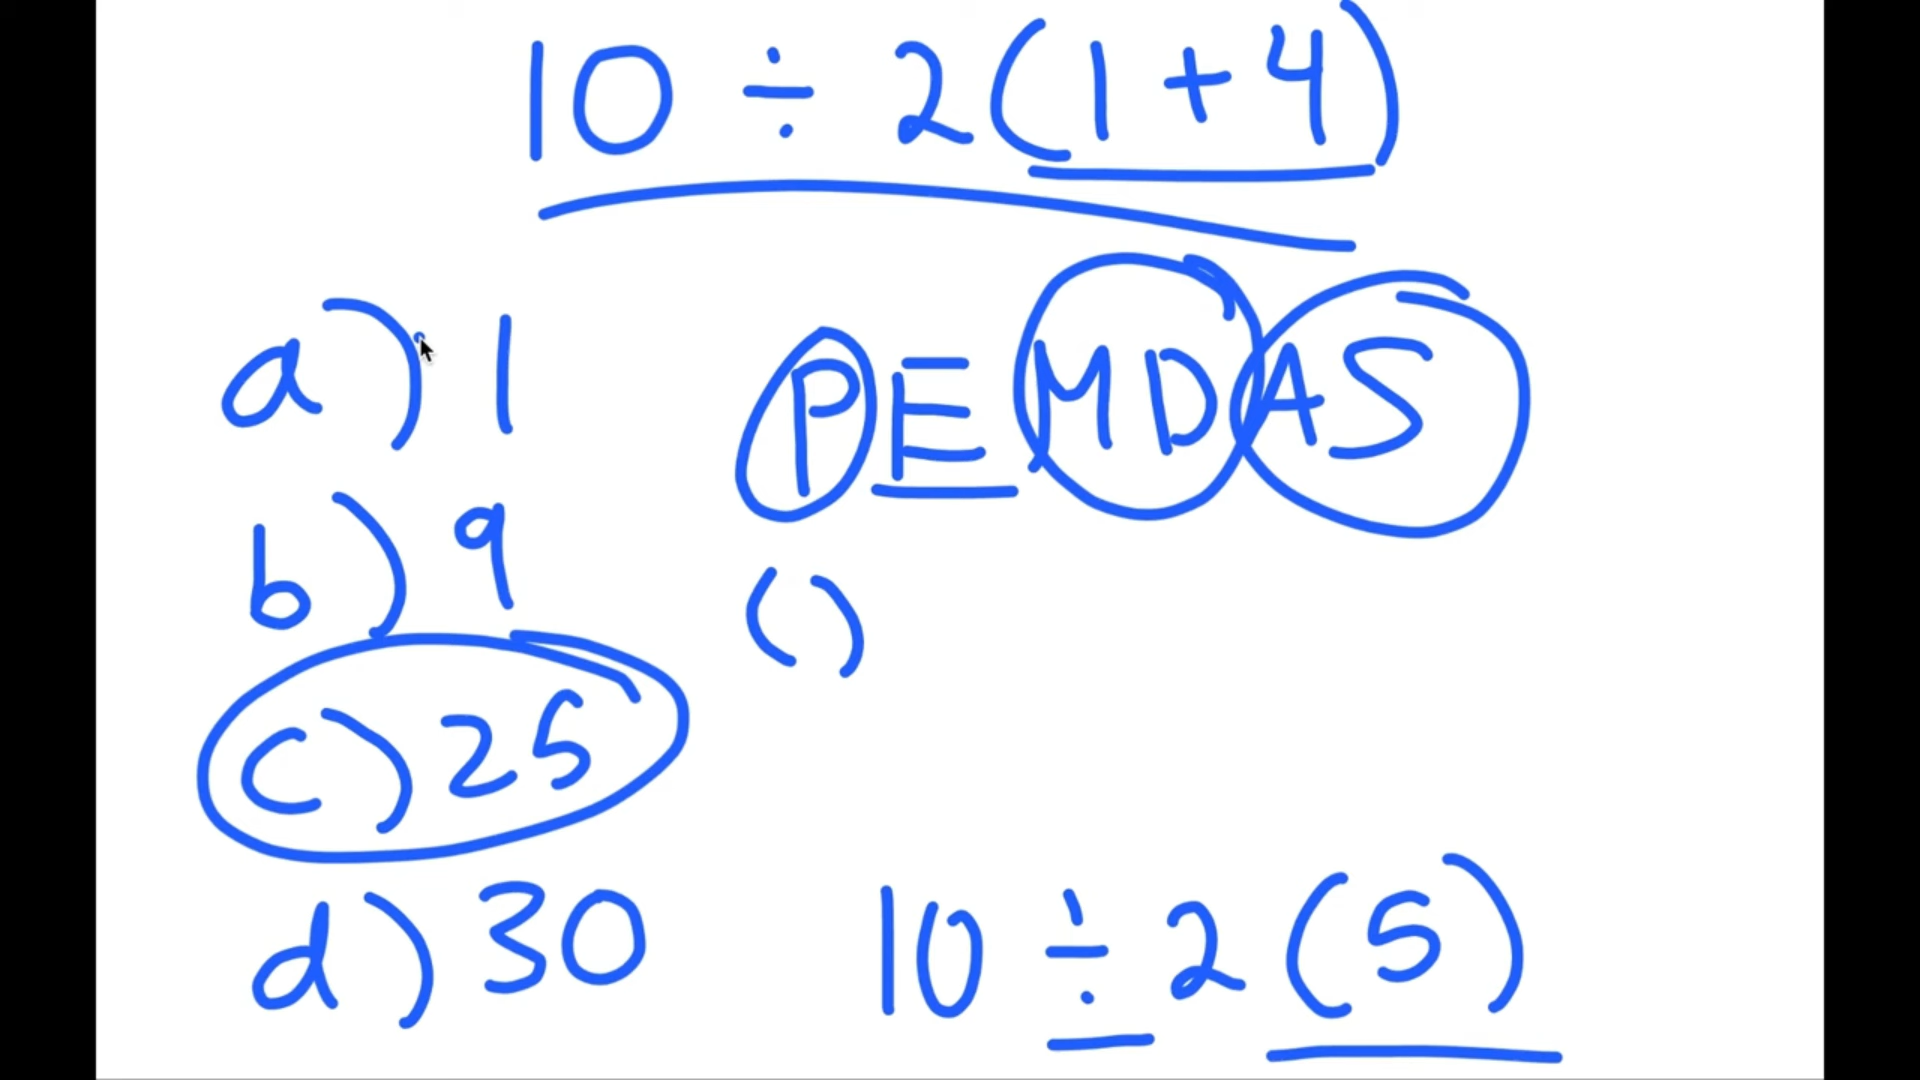 10 ÷ 2(1+4)
a) 1
PEMDAS
b) 9
( )
c) 25
d) 30
10 ÷ 2 (5)